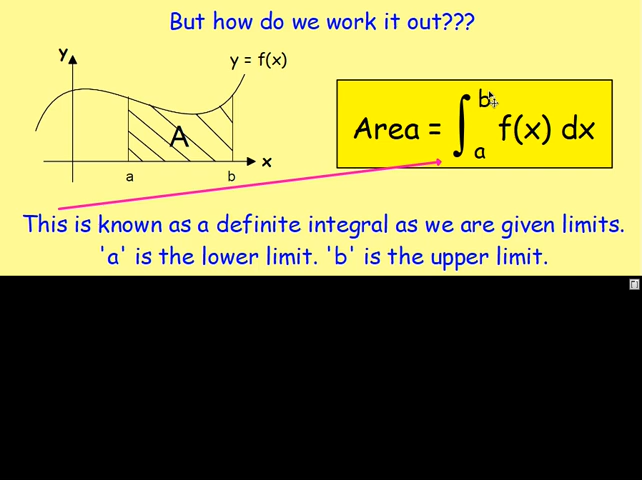 But how do we work it out???
y
y = f(x)
A
x
a
b
Area = ∫ₐᵇ f(x) dx
This is known as a definite integral as we are given limits.
'a' is the lower limit. 'b' is the upper limit.